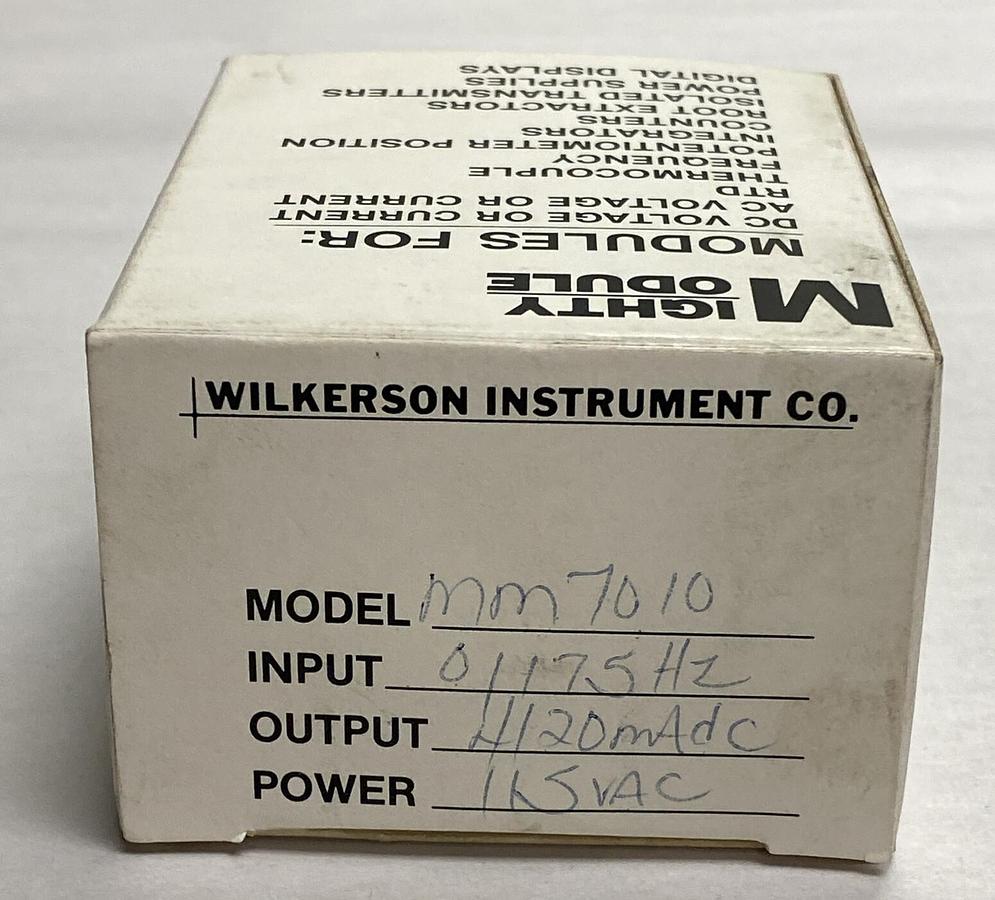 MIGHTY MODULE
MODULES FOR:
DC VOLTAGE OR CURRENT
AC VOLTAGE OR CURRENT
RTD
THERMOCOUPLE
FREQUENCY
POTENTIOMETER POSITION
INTEGRATORS
COUNTERS
ROOT EXTRACTORS
ISOLATED TRANSMITTERS
POWER SUPPLIES
DIGITAL DISPLAYS
WILKERSON INSTRUMENT CO.
MODEL MM7010
INPUT 0/175Hz
OUTPUT 4/20mAdc
POWER 115VAC